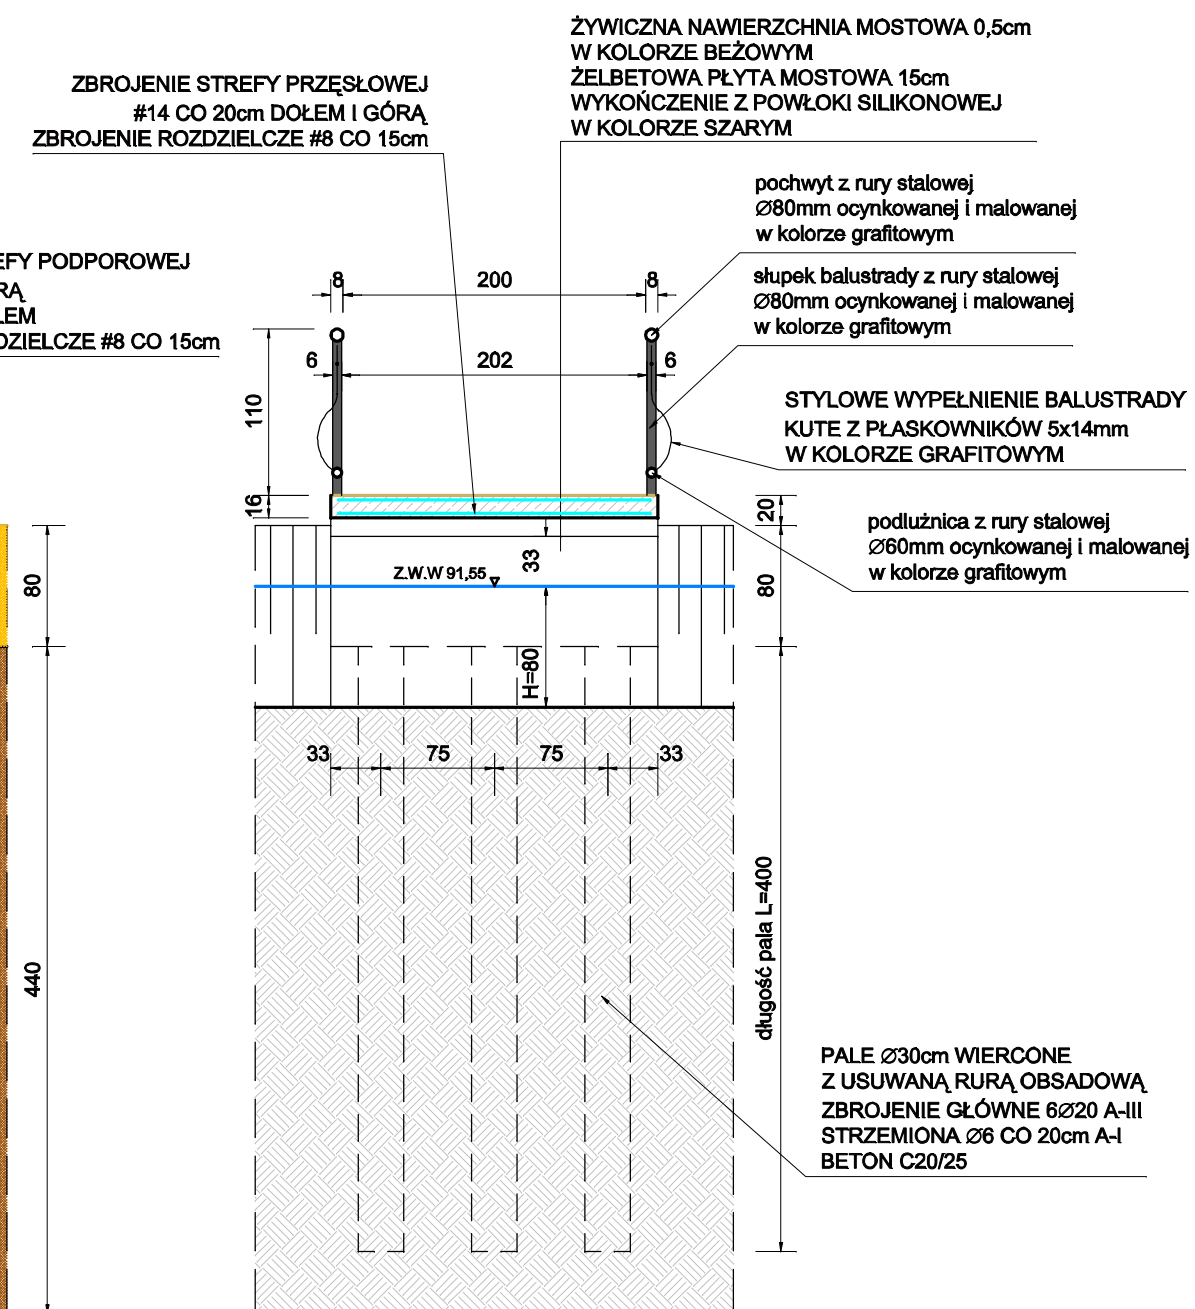 ŻYWICZNA NAWIERZCHNIA MOSTOWA 0,5cm
W KOLORZE BEŻOWYM
ŻELBETOWA PŁYTA MOSTOWA 15cm
WYKOŃCZENIE Z POWŁOKI SILIKONOWEJ
W KOLORZE SZARYM
ZBROJENIE STREFY PRZĘSŁOWEJ
#14 CO 20cm DOŁEM I GÓRĄ
ZBROJENIE ROZDZIELCZE #8 CO 15cm
pochwyt z rury stalowej
Ø80mm ocynkowanej i malowanej
w kolorze grafitowym
EFY PODPOROWEJ
RĄ
LEM
DZIELCZE #8 CO 15cm
słupek balustrady z rury stalowej
Ø80mm ocynkowanej i malowanej
w kolorze grafitowym
8 200 8
6 202 6
110
STYLOWE WYPEŁNIENIE BALUSTRADY
KUTE Z PŁASKOWNIKÓW 5x14mm
W KOLORZE GRAFITOWYM
16
20
podlużnica z rury stalowej
Ø60mm ocynkowanej i malowanej
w kolorze grafitowym
80
33
Z.W.W 91,55
80
H=80
33 75 75 33
440
długość pala L=400
PALE Ø30cm WIERCONE
Z USUWANĄ RURĄ OBSADOWĄ
ZBROJENIE GŁÓWNE 6Ø20 A-III
STRZEMIONA Ø6 CO 20cm A-I
BETON C20/25